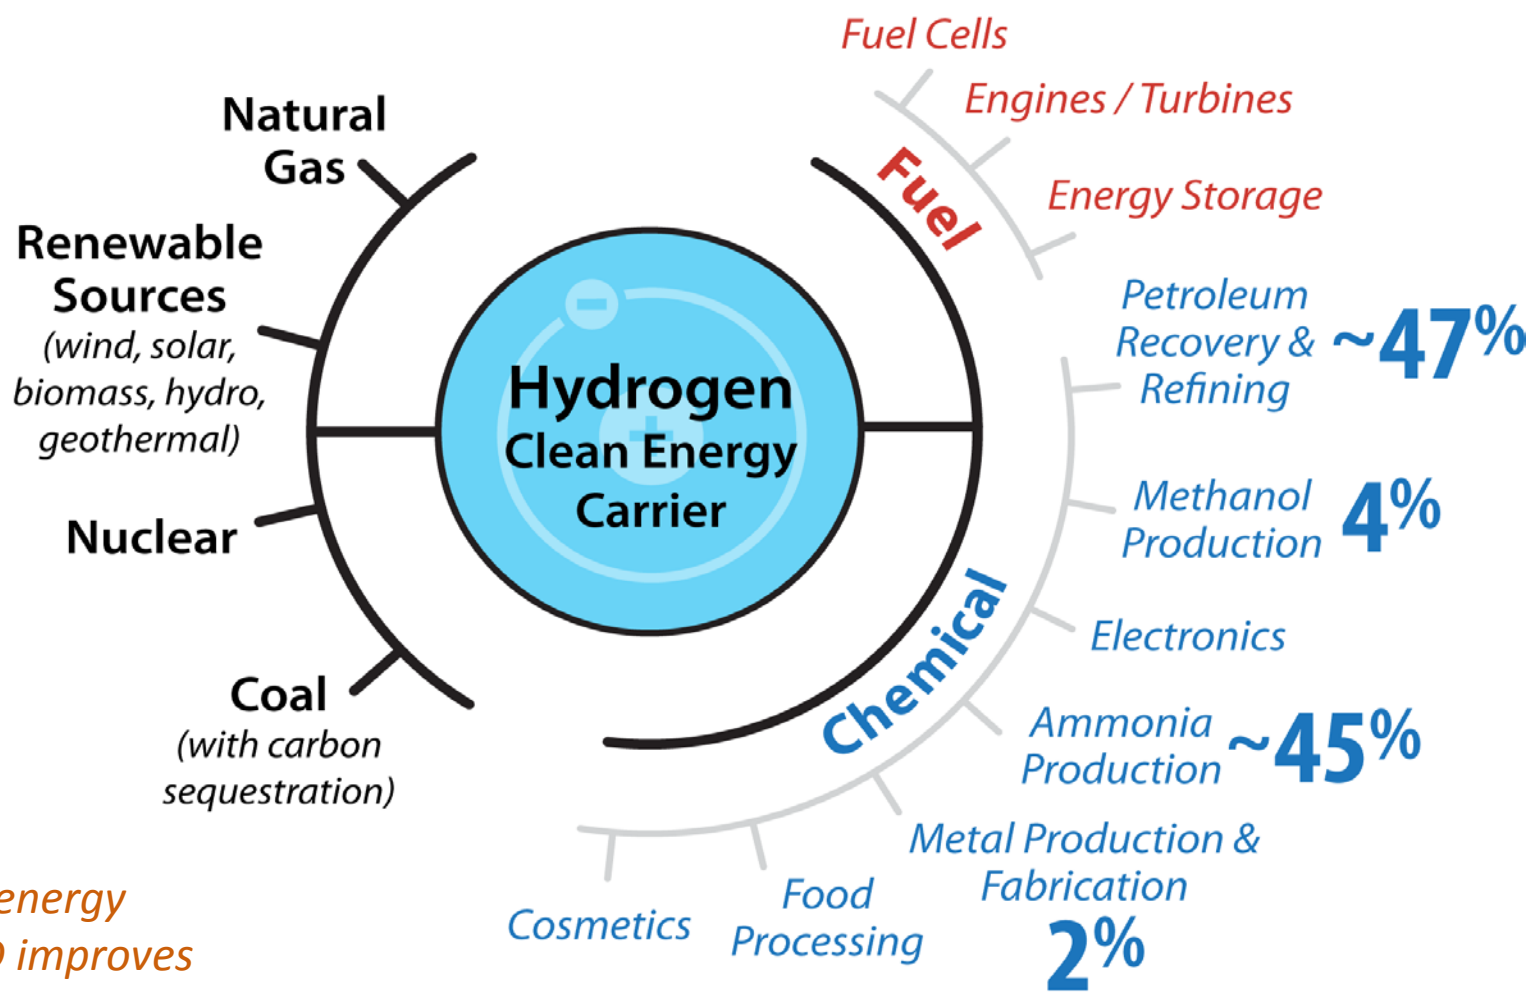 Natural
Gas
Renewable
Sources
(wind, solar,
biomass, hydro,
geothermal)
Nuclear
Coal
(with carbon
sequestration)
Hydrogen
Clean Energy
Carrier
Fuel
Fuel Cells
Engines / Turbines
Energy Storage
Chemical
Petroleum
Recovery &
Refining
~47%
Methanol
Production
4%
Electronics
Ammonia
Production
~45%
Metal Production &
Fabrication
2%
Food
Processing
Cosmetics
energy
improves